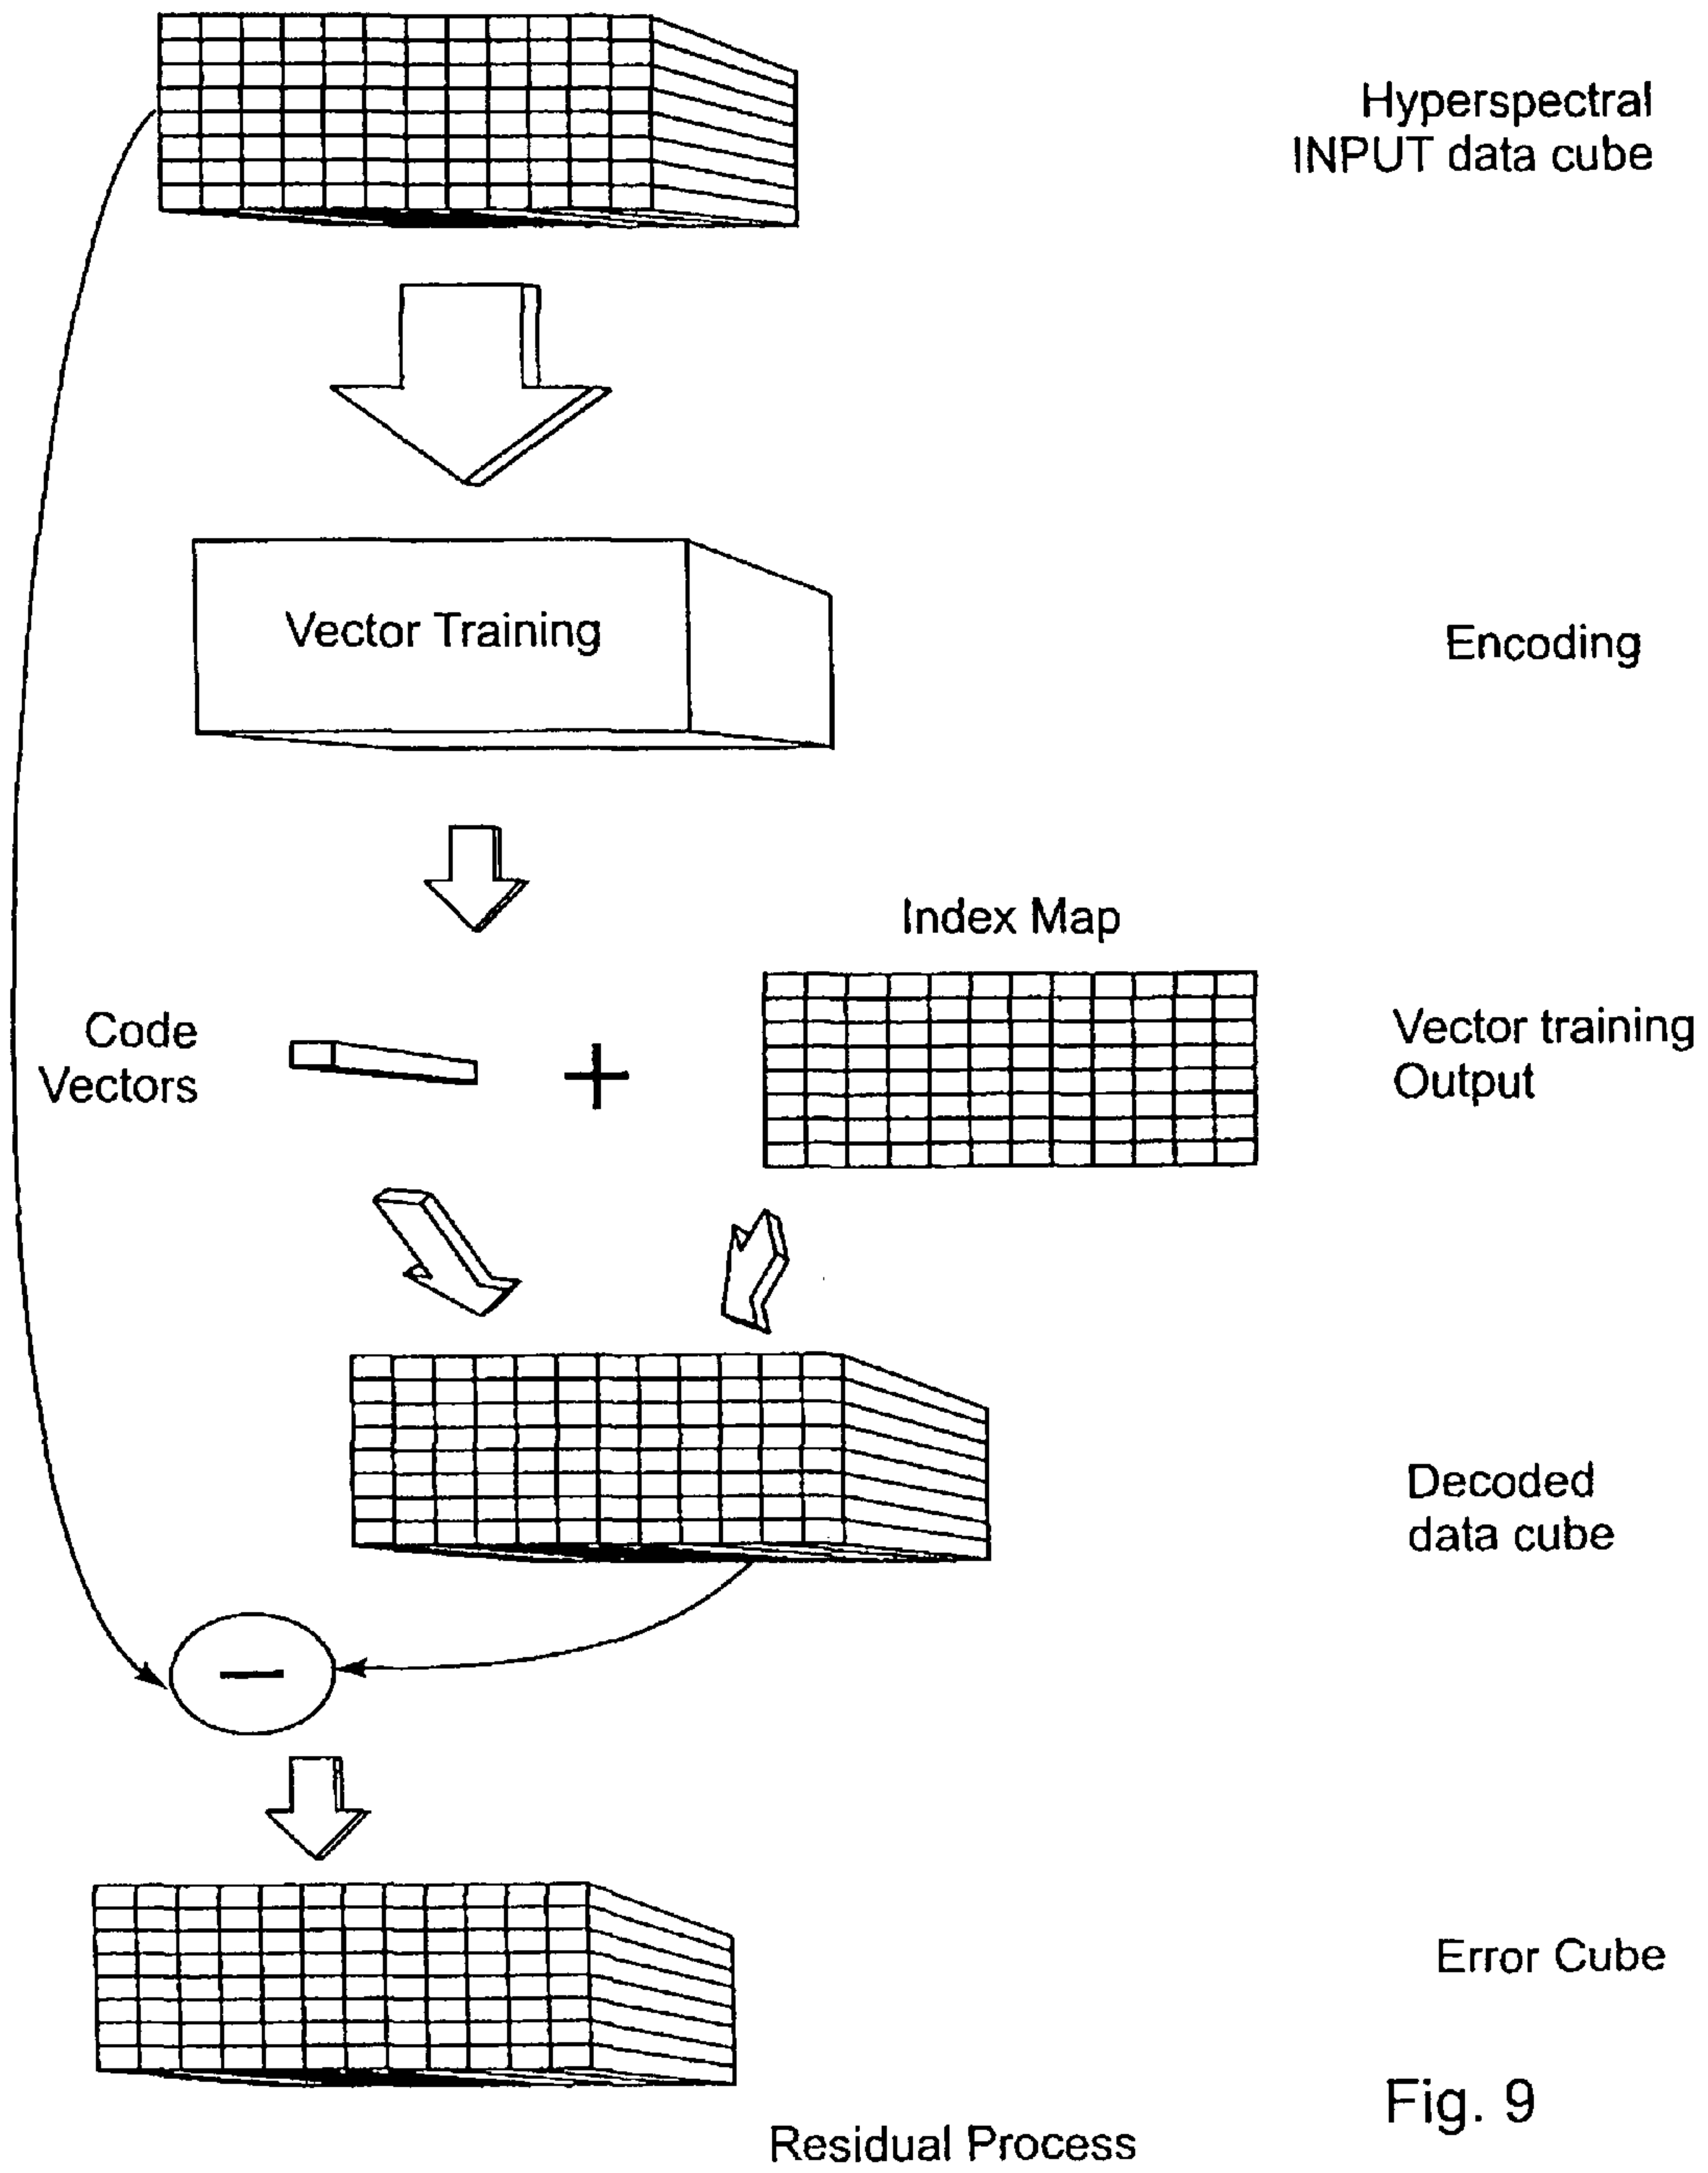 Hyperspectral
INPUT data cube
Vector Training
Encoding
Index Map
Code
Vectors
Vector training
Output
Decoded
data cube
Error Cube
Fig. 9
Residual Process